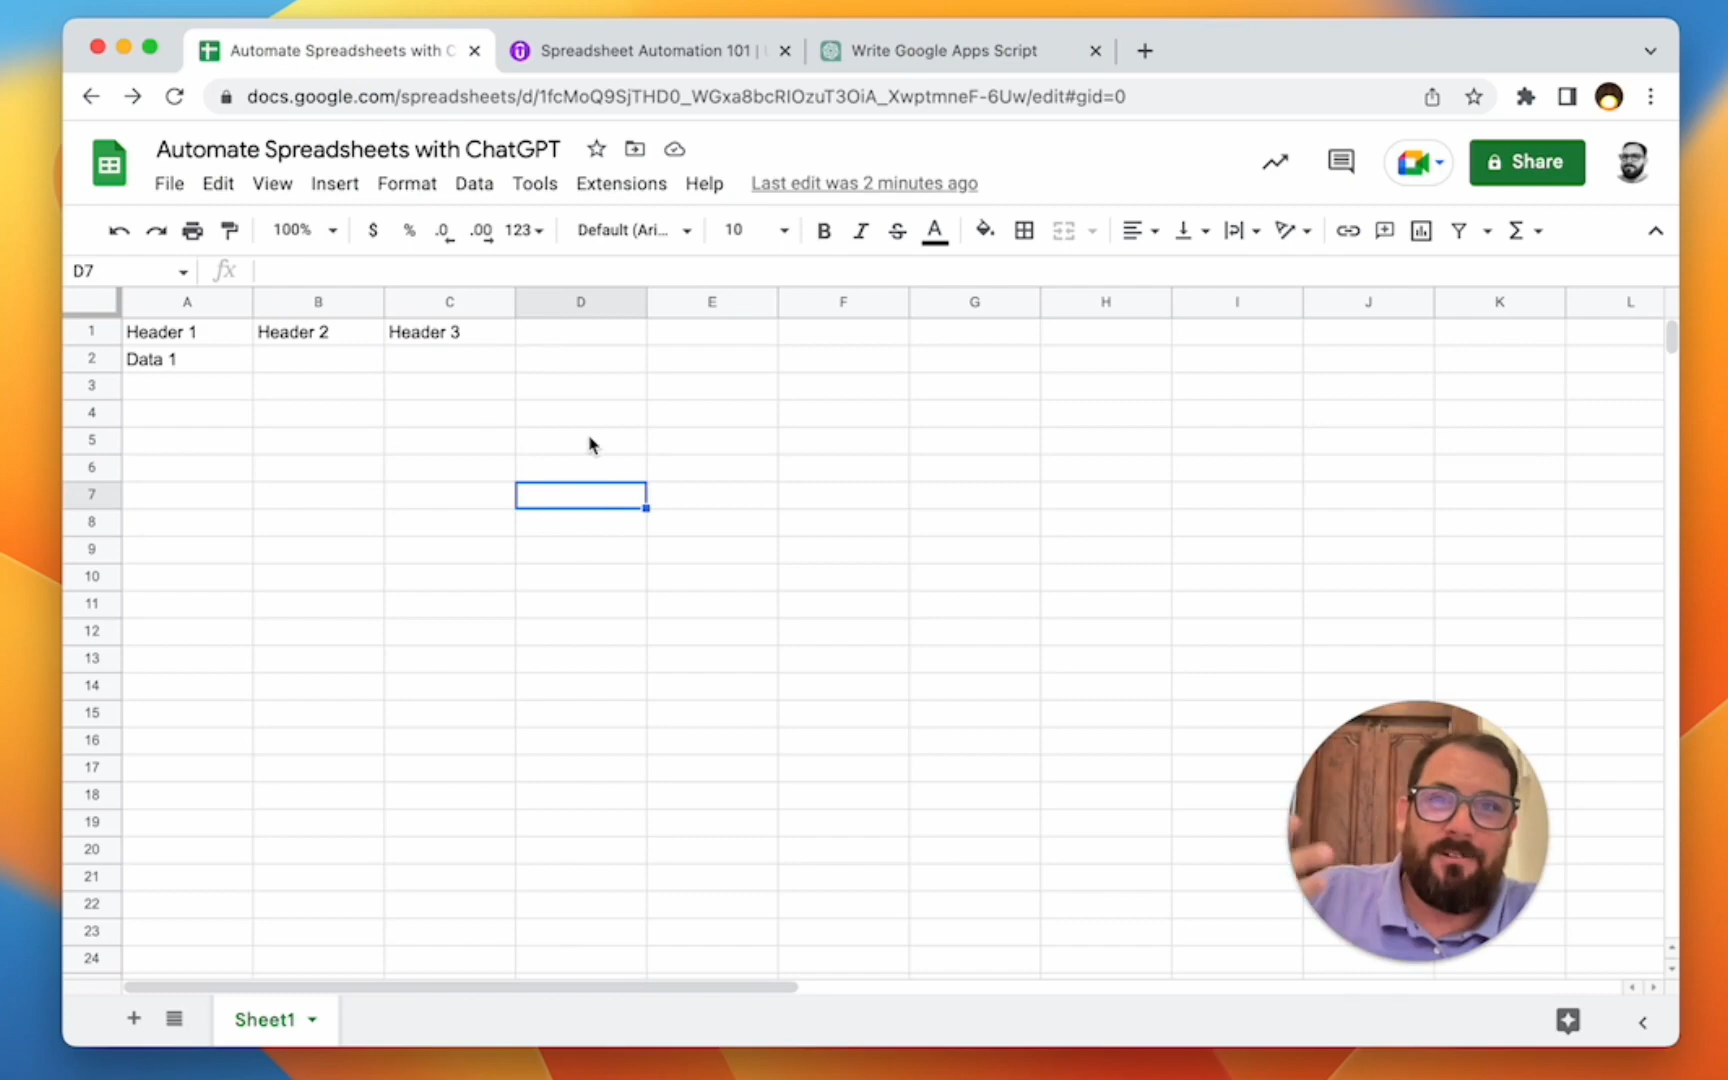 Automate Spreadsheets with C
Spreadsheet Automation 101 |
Write Google Apps Script
docs.google.com/spreadsheets/d/1fcMoQ9SjTHD0_WGxa8bcRIOzuT3OiA_XwptmneF-6Uw/edit#gid=0
Automate Spreadsheets with ChatGPT
File Edit View Insert Format Data Tools Extensions Help Last edit was 2 minutes ago
Share
100% $ % .0 .00 123 Default (Ari... 10 B I S A
D7 fx
A B C D E F G H I J K L
1 Header 1 Header 2 Header 3
2 Data 1
3
4
5
6
7
8
9
10
11
12
13
14
15
16
17
18
19
20
21
22
23
24
Sheet1